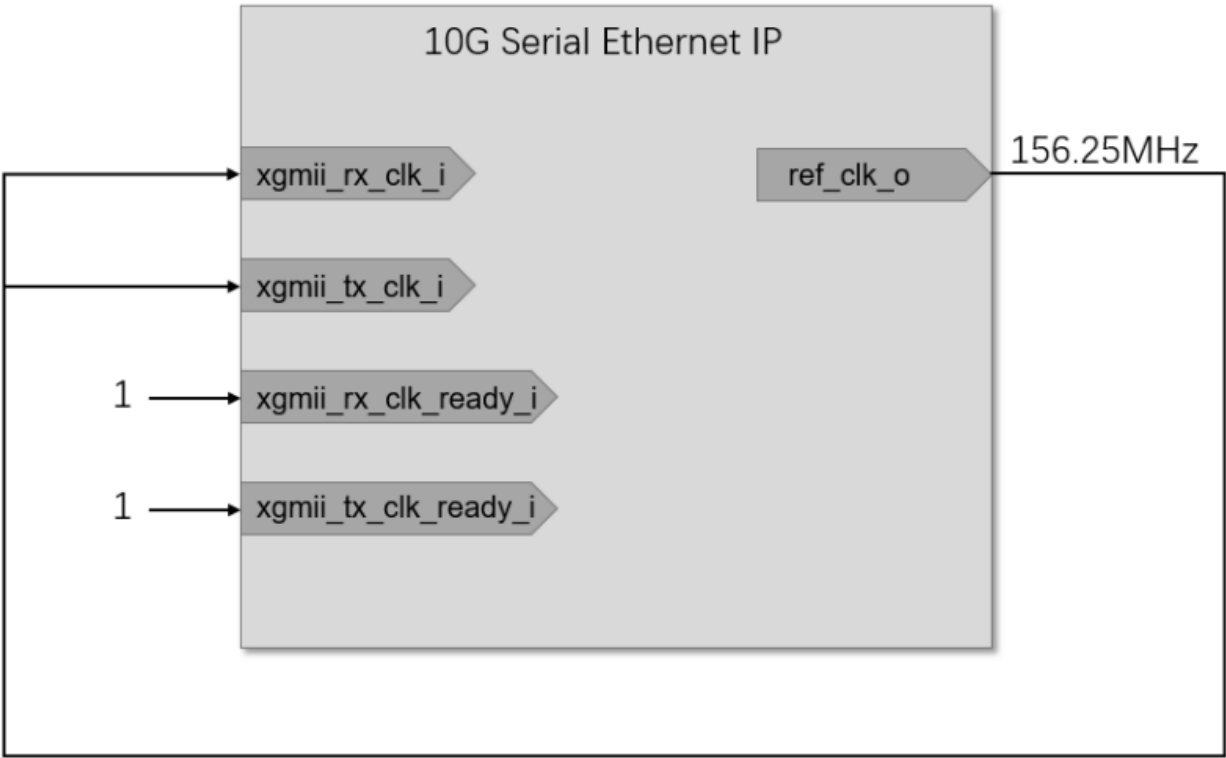 10G Serial Ethernet IP
xgmii_rx_clk_i
ref_clk_o
156.25MHz
xgmii_tx_clk_i
1
xgmii_rx_clk_ready_i
1
xgmii_tx_clk_ready_i